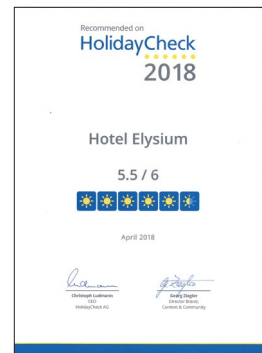 Recommended on
HolidayCheck
2018
Hotel Elysium
5.5 / 6
April 2018
Christoph Ludmann
CEO
HolidayCheck AG
Georg Ziegler
Director Brand,
Content & Community